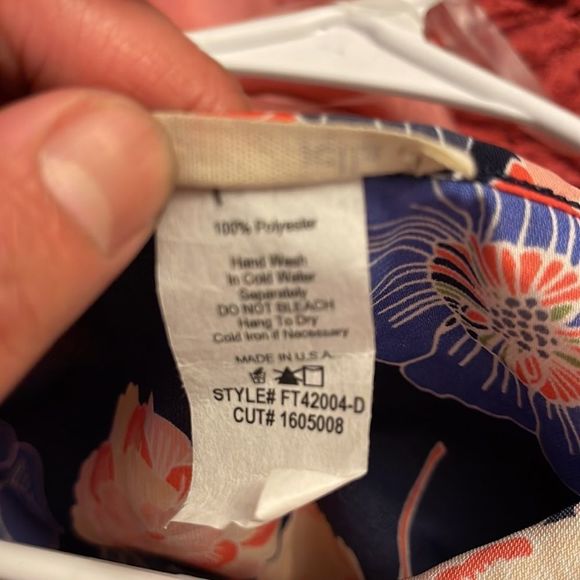 100% Polyester
Hand Wash
In Cold Water
Separately
DO NOT BLEACH
Hang To Dry
Cold Iron if Necessary
MADE IN U.S.A.
STYLE# FT42004-D
CUT# 1605008